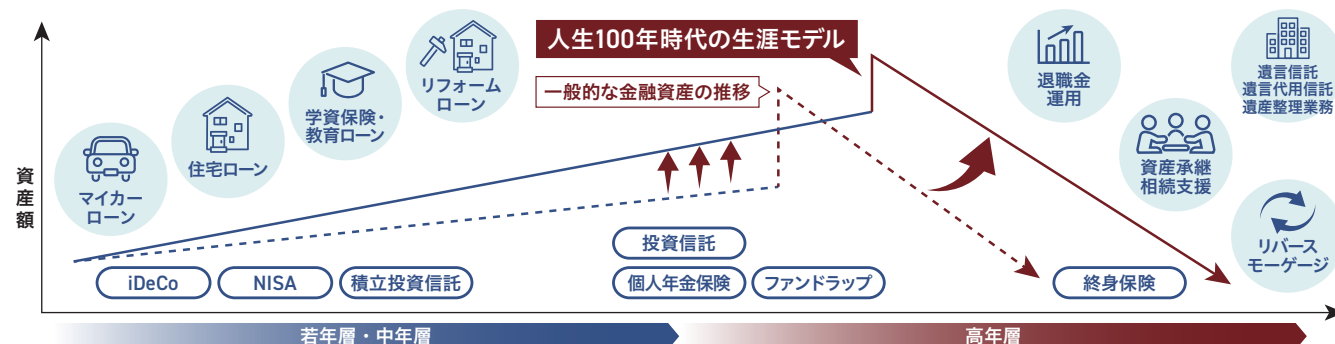 人生100年時代の生涯モデル
一般的な金融資産の推移
資産額
マイカー
ローン
住宅ローン
学資保険・
教育ローン
リフォーム
ローン
退職金
運用
資産承継
相続支援
遺言信託
遺言代用信託
遺産整理業務
リバース
モーゲージ
iDeCo
NISA
積立投資信託
投資信託
個人年金保険
ファンドラップ
終身保険
若年層・中年層
高年層